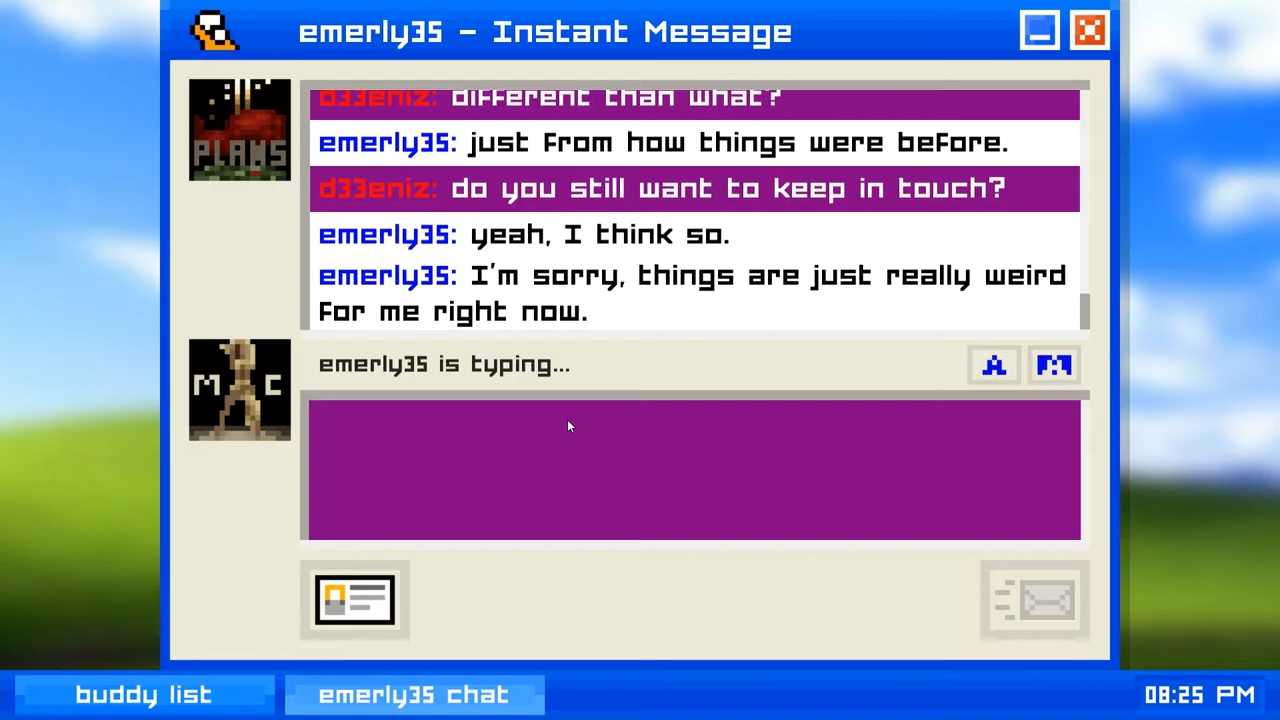 emerly35 - Instant Message
PLANS
d33eniz: different than what?
emerly35: just from how things were before.
d33eniz: do you still want to keep in touch?
emerly35: yeah, I think so.
emerly35: I'm sorry, things are just really weird
for me right now.
M C
emerly35 is typing...
A
buddy list
emerly35 chat
08:25 PM